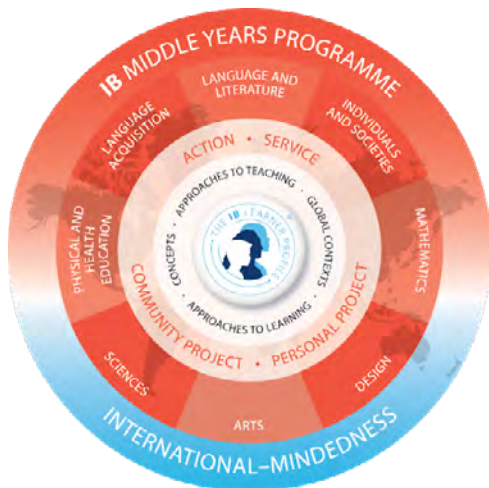 IB MIDDLE YEARS PROGRAMME
LANGUAGE AND
LITERATURE
INDIVIDUALS
AND SOCIETIES
MATHEMATICS
DESIGN
ARTS
SCIENCES
PHYSICAL AND
HEALTH
EDUCATION
LANGUAGE
ACQUISITION
ACTION • SERVICE
PERSONAL PROJECT
COMMUNITY PROJECT •
APPROACHES TO TEACHING •
GLOBAL CONTEXTS •
APPROACHES TO LEARNING •
CONCEPTS •
THE IB LEARNER PROFILE
INTERNATIONAL–MINDEDNESS